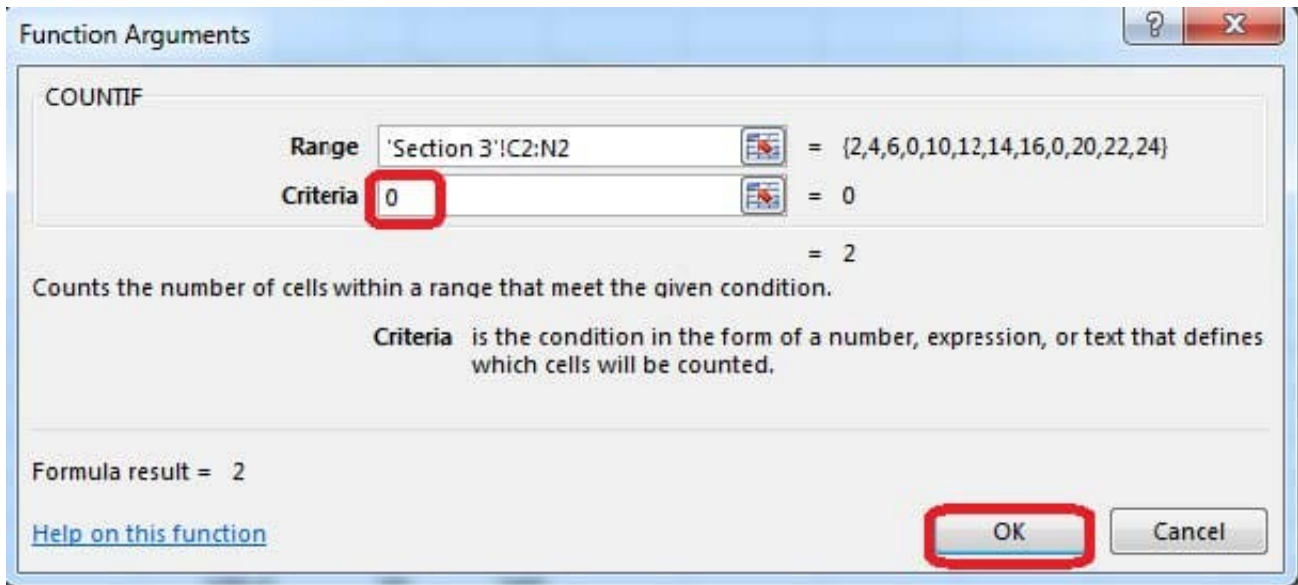 Function Arguments ? X
COUNTIF
Range 'Section 3'!C2:N2 = {2,4,6,0,10,12,14,16,0,20,22,24}
Criteria 0 = 0
= 2
Counts the number of cells within a range that meet the given condition.
Criteria is the condition in the form of a number, expression, or text that defines
which cells will be counted.
Formula result = 2
Help on this function OK Cancel